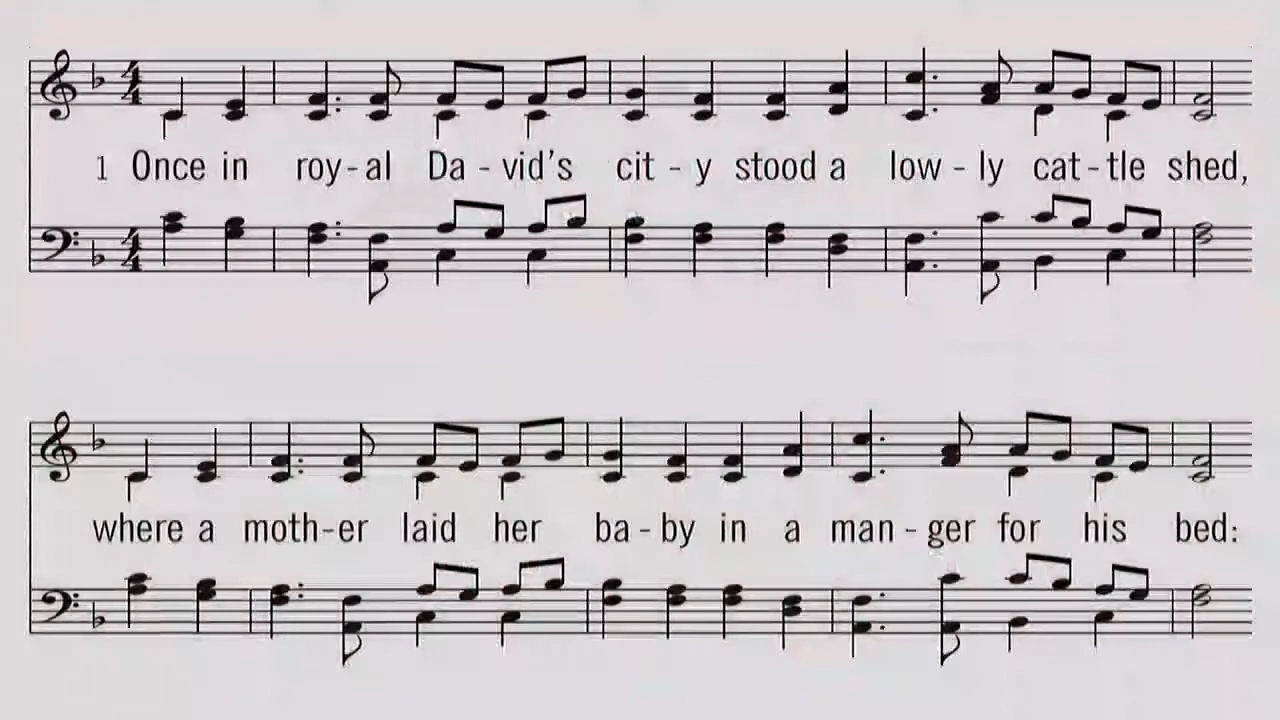 1 Once in roy-al Da-vid's cit-y stood a low-ly cat-tle shed,
where a moth-er laid her ba-by in a man-ger for his bed: